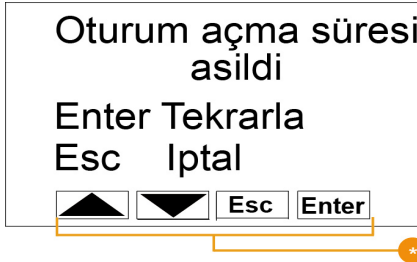 Oturum açma süresi
asildi
Enter Tekrarla
Esc Iptal
Esc Enter
*